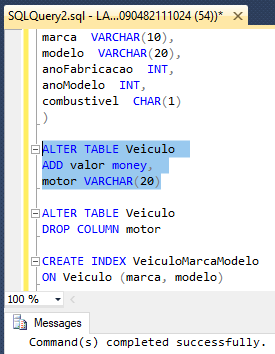 SQLQuery2.sql - LA...090482111024 (54))*
marca VARCHAR(10),
modelo VARCHAR(20),
anoFabricacao INT,
anoModelo INT,
combustivel CHAR(1)
)
ALTER TABLE Veiculo
ADD valor money,
motor VARCHAR(20)
ALTER TABLE Veiculo
DROP COLUMN motor
CREATE INDEX VeiculoMarcaModelo
ON Veiculo (marca, modelo)
100 %
Messages
Command(s) completed successfully.